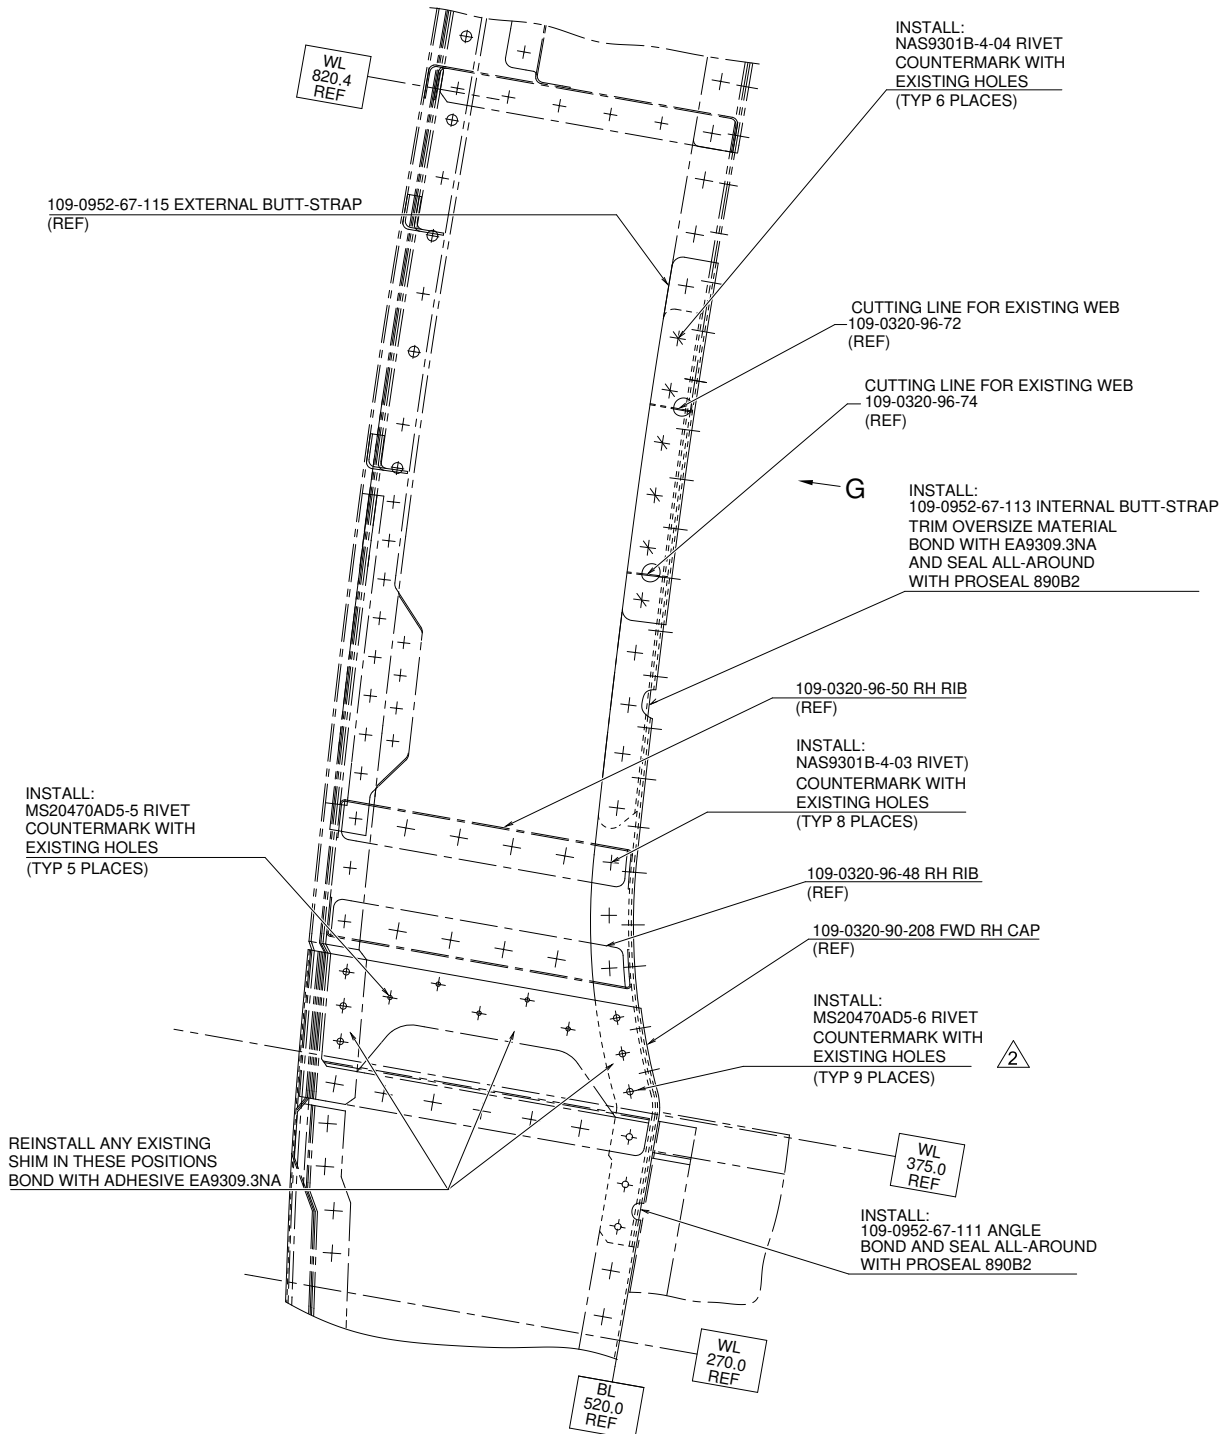 INSTALL:
NAS9301B-4-04 RIVET
COUNTERMARK WITH
EXISTING HOLES
(TYP 6 PLACES)
WL
820.4
REF
109-0952-67-115 EXTERNAL BUTT-STRAP
(REF)
CUTTING LINE FOR EXISTING WEB
109-0320-96-72
(REF)
CUTTING LINE FOR EXISTING WEB
109-0320-96-74
(REF)
G
INSTALL:
109-0952-67-113 INTERNAL BUTT-STRAP
TRIM OVERSIZE MATERIAL
BOND WITH EA9309.3NA
AND SEAL ALL-AROUND
WITH PROSEAL 890B2
109-0320-96-50 RH RIB
(REF)
INSTALL:
NAS9301B-4-03 RIVET)
COUNTERMARK WITH
EXISTING HOLES
(TYP 8 PLACES)
INSTALL:
MS20470AD5-5 RIVET
COUNTERMARK WITH
EXISTING HOLES
(TYP 5 PLACES)
109-0320-96-48 RH RIB
(REF)
109-0320-90-208 FWD RH CAP
(REF)
INSTALL:
MS20470AD5-6 RIVET
COUNTERMARK WITH
EXISTING HOLES
(TYP 9 PLACES)
2
REINSTALL ANY EXISTING
SHIM IN THESE POSITIONS
BOND WITH ADHESIVE EA9309.3NA
WL
375.0
REF
INSTALL:
109-0952-67-111 ANGLE
BOND AND SEAL ALL-AROUND
WITH PROSEAL 890B2
WL
270.0
REF
BL
520.0
REF